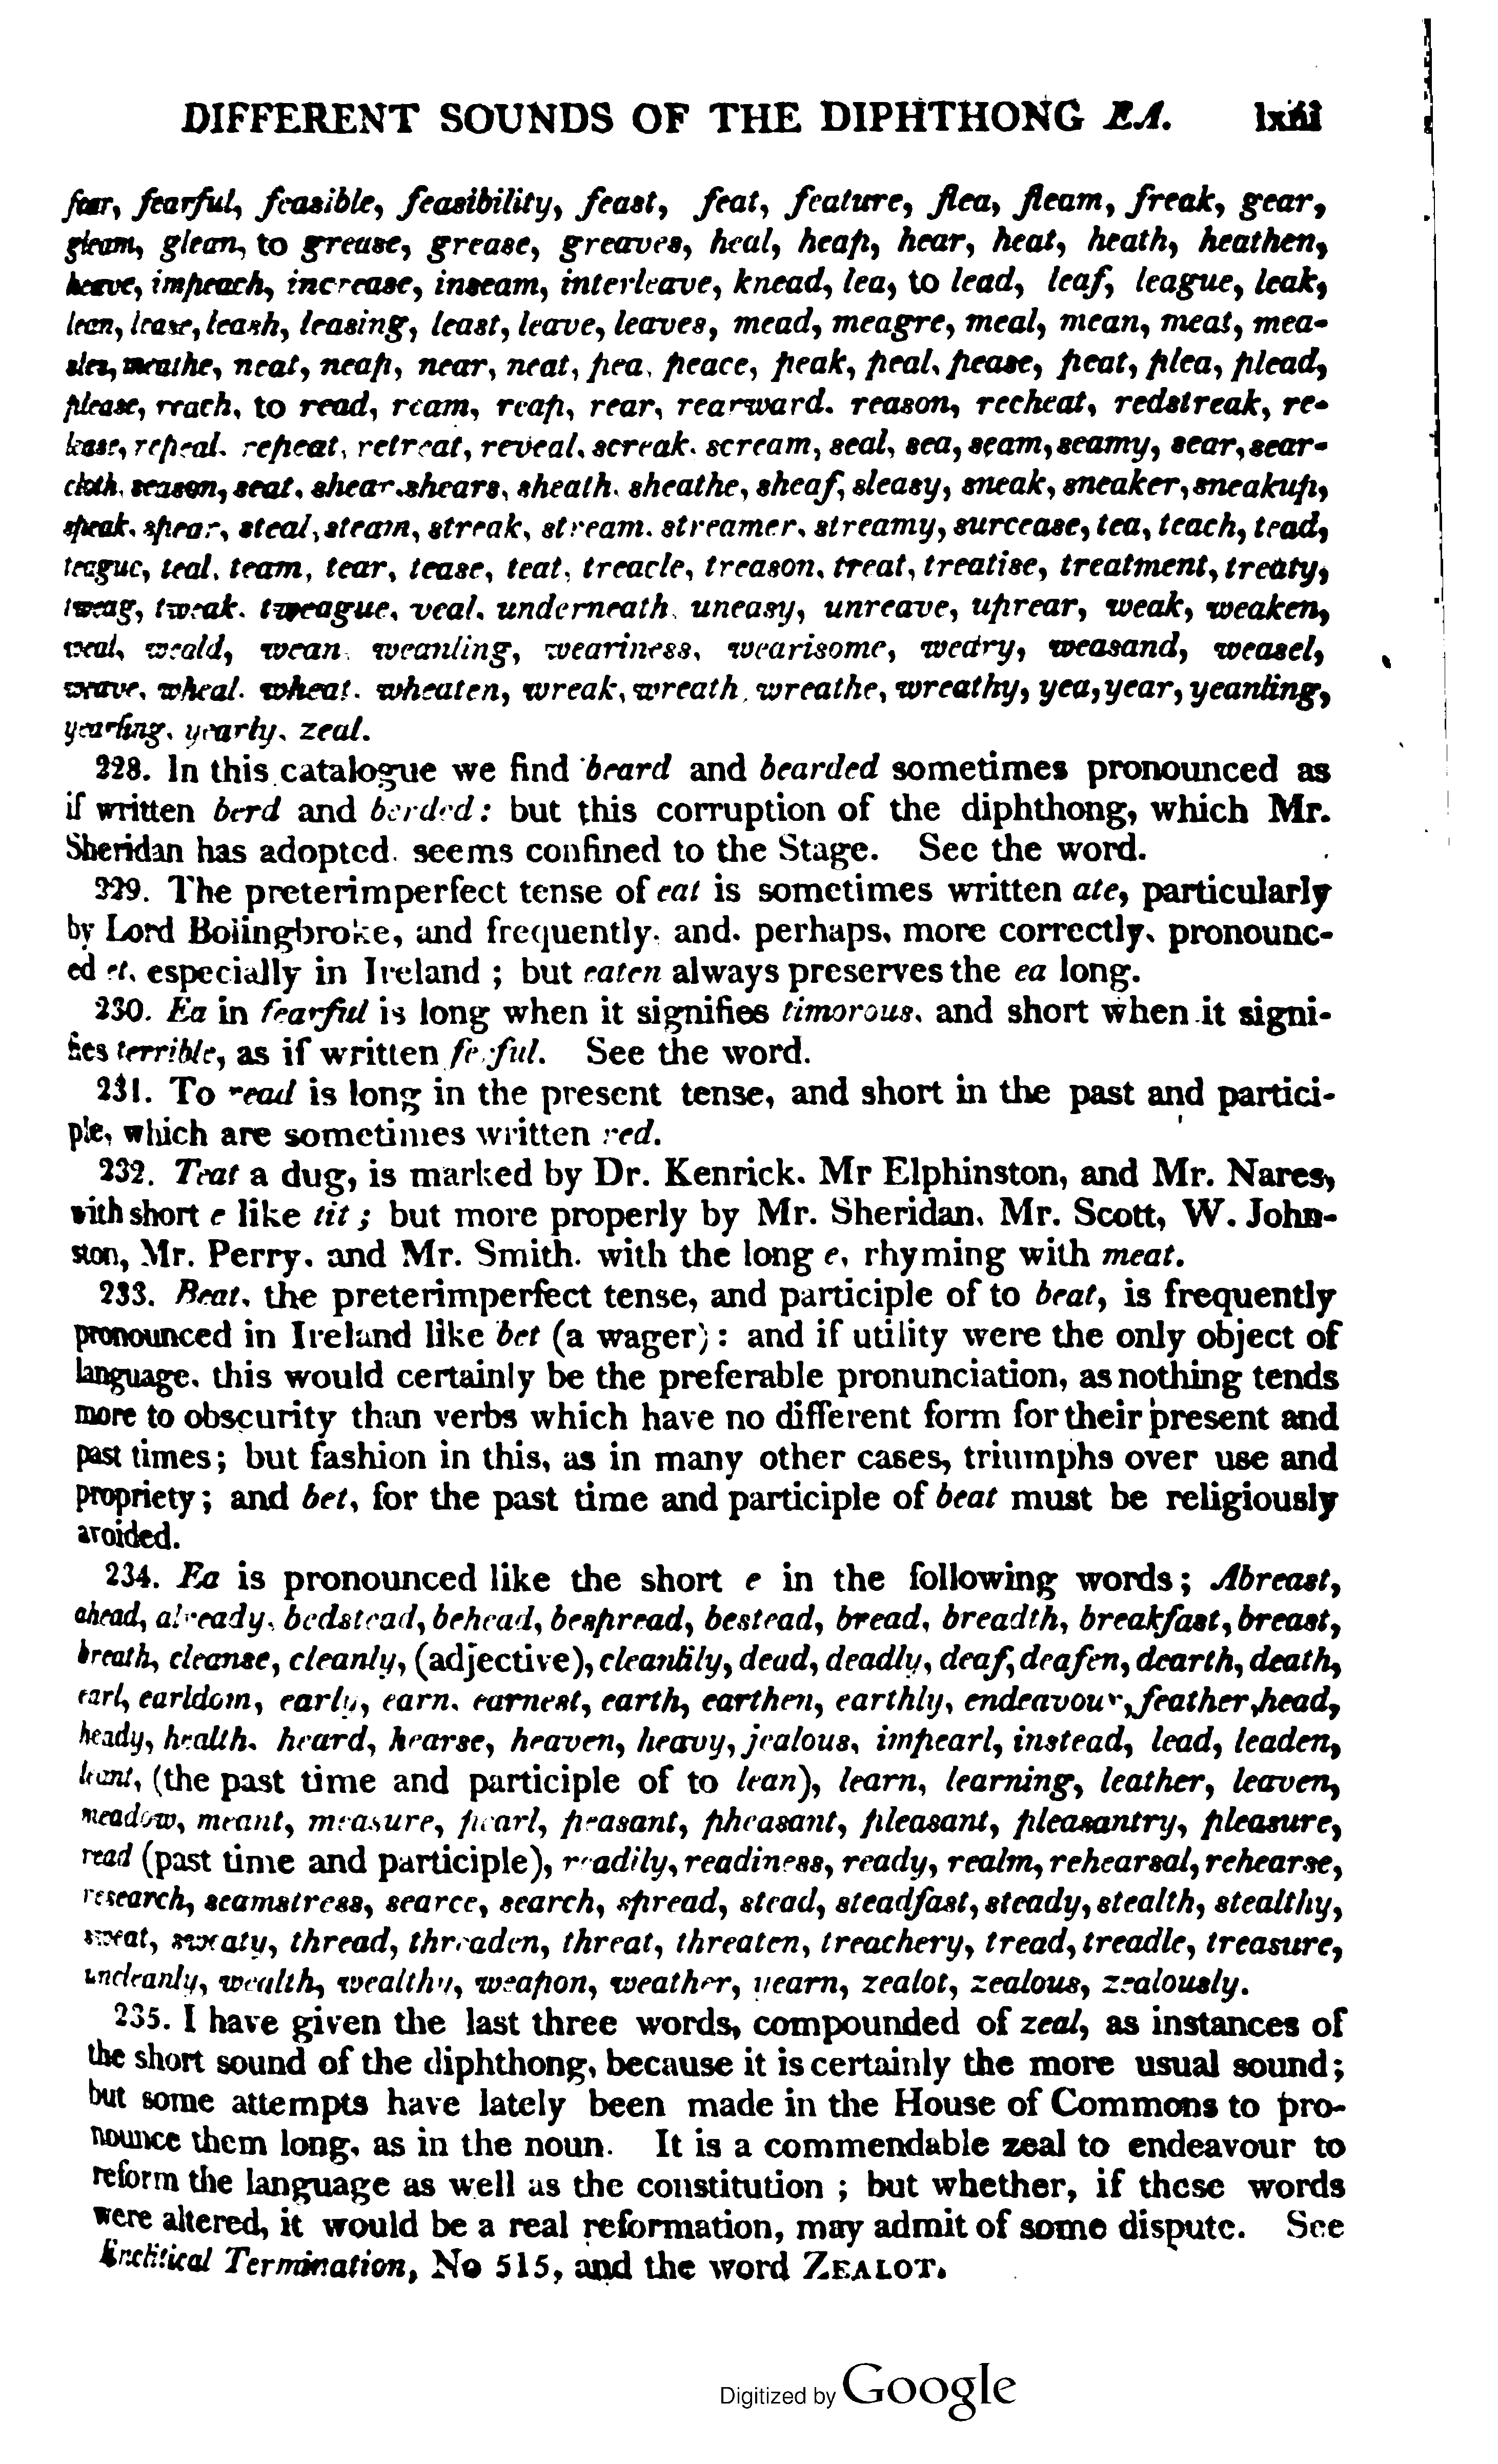 DIFFERENT SOUNDS OF THE DIPHTHONG EA. lxiii
fear, fearful, feasible, feasibility, feast, feat, feature, flea, fleam, freak, gear,
gleam, glean, to grease, grease, greaves, heal, heap, hear, heat, heath, heathen,
heave, impeach, increase, inseam, interleave, knead, lea, to lead, leaf, league, leak,
lean, lease, leash, leasing, least, leave, leaves, mead, meagre, meal, mean, meat, mea-
sles, meathe, neat, neap, near, neat, pea, peace, peak, peal, pease, peat, plea, plead,
please, reach, to read, ream, reap, rear, rearward, reason, recheat, redstreak, re-
lease, repeal, repeat, retreat, reveal, screak, scream, seal, sea, seam, seamy, sear, sear-
cloth, season, seat, shear, shears, sheath, sheathe, sheaf, sleasy, sneak, sneaker, sneakup,
speak, spear, steal, steam, streak, stream, streamer, streamy, surcease, tea, teach, tead,
teague, teal, team, tear, tease, teat, treacle, treason, treat, treatise, treatment, treaty,
tweag, tweak, tweague, veal, underneath, uneasy, unreave, uprear, weak, weaken,
weal, weald, wean, weanling, weariness, wearisome, weary, weasand, weasel,
weave, wheal, wheat, wheaten, wreak, wreath, wreathe, wreathy, yea, year, yeanling,
yearling, yearly, zeal.
228. In this catalogue we find beard and bearded sometimes pronounced as
if written berd and berded: but this corruption of the diphthong, which Mr.
Sheridan has adopted, seems confined to the Stage. See the word.
229. The preterimperfect tense of eat is sometimes written ate, particularly
by Lord Bolingbroke, and frequently, and, perhaps, more correctly, pronounc-
ed et, especially in Ireland; but eaten always preserves the ea long.
230. Ea in fearful is long when it signifies timorous, and short when it signi-
fies terrible, as if written ferful. See the word.
231. To read is long in the present tense, and short in the past and partici-
ple, which are sometimes written red.
232. Teat a dug, is marked by Dr. Kenrick, Mr Elphinston, and Mr. Nares,
with short e like tit; but more properly by Mr. Sheridan, Mr. Scott, W. John-
ston, Mr. Perry, and Mr. Smith, with the long e, rhyming with meat.
233. Beat, the preterimperfect tense, and participle of to beat, is frequently
pronounced in Ireland like bet (a wager): and if utility were the only object of
language, this would certainly be the preferable pronunciation, as nothing tends
more to obscurity than verbs which have no different form for their present and
past times; but fashion in this, as in many other cases, triumphs over use and
propriety; and bet, for the past time and participle of beat must be religiously
avoided.
234. Ea is pronounced like the short e in the following words; Abreast,
ahead, already, bedstead, behead, bespread, bestead, bread, breadth, breakfast, breast,
breath, cleanse, cleanly, (adjective), cleanlily, dead, deadly, deaf, deafen, dearth, death,
earl, earldom, early, earn, earnest, earth, earthen, earthly, endeavour, feather, head,
heady, health, heard, hearse, heaven, heavy, jealous, impearl, instead, lead, leaden,
leant, (the past time and participle of to lean), learn, learning, leather, leaven,
meadow, meant, measure, pearl, peasant, pheasant, pleasant, pleasantry, pleasure,
read (past time and participle), readily, readiness, ready, realm, rehearsal, rehearse,
research, seamstress, searce, search, spread, stead, steadfast, steady, stealth, stealthy,
sweat, sweaty, thread, threaden, threat, threaten, treachery, tread, treadle, treasure,
uncleanly, wealth, wealthy, weapon, weather, yearn, zealot, zealous, zealously.
235. I have given the last three words, compounded of zeal, as instances of
the short sound of the diphthong, because it is certainly the more usual sound;
but some attempts have lately been made in the House of Commons to pro-
nounce them long, as in the noun. It is a commendable zeal to endeavour to
reform the language as well as the constitution; but whether, if these words
were altered, it would be a real reformation, may admit of some dispute. See
Enclitical Termination, No 515, and the word ZEALOT.
Digitized by Google